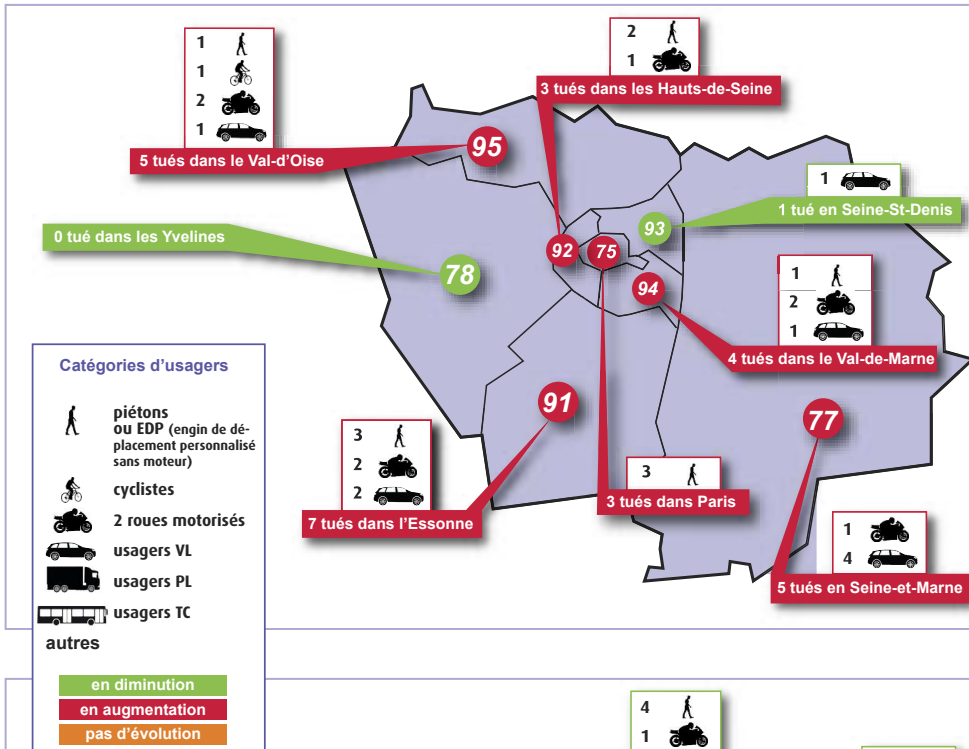 1
1
2
1
5 tués dans le Val-d'Oise
2
1
3 tués dans les Hauts-de-Seine
95
1
1 tué en Seine-St-Denis
93
0 tué dans les Yvelines
78
92
75
94
1
2
1
4 tués dans le Val-de-Marne
91
77
3
2
2
7 tués dans l'Essonne
3
3 tués dans Paris
1
4
5 tués en Seine-et-Marne
Catégories d'usagers
piétons
ou EDP (engin de dé-
placement personnalisé
sans moteur)
cyclistes
2 roues motorisés
usagers VL
usagers PL
usagers TC
autres
en diminution
en augmentation
pas d'évolution
4
1